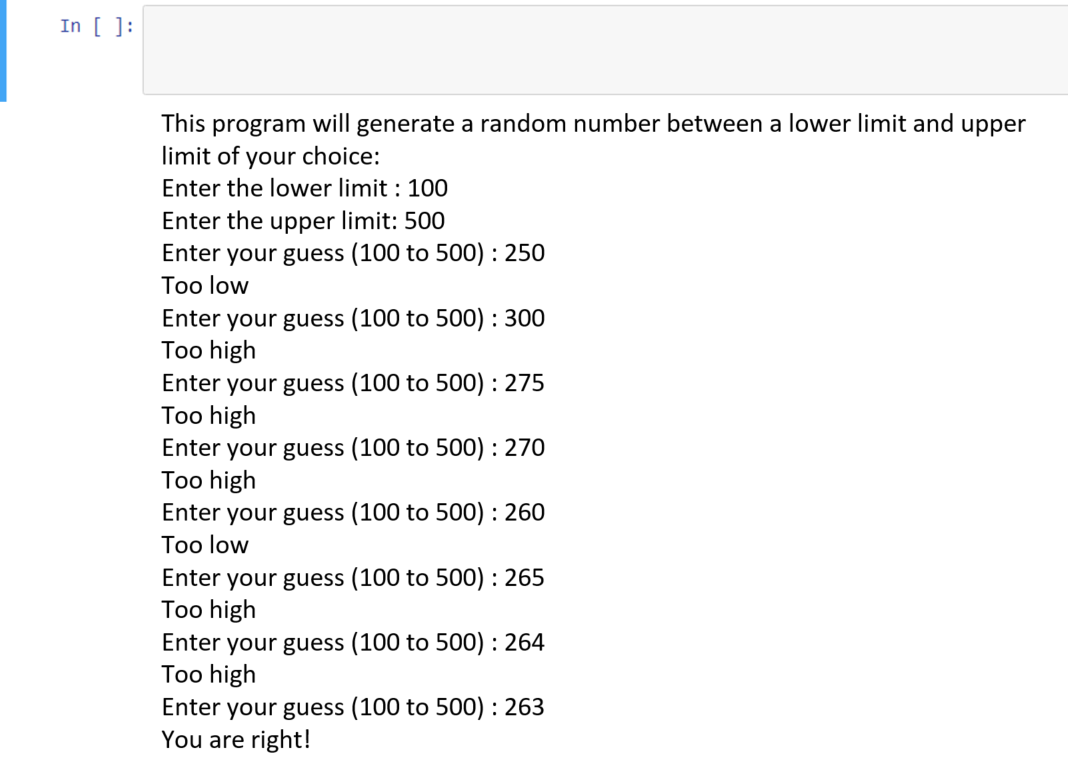 In [ ]:
This program will generate a random number between a lower limit and upper
limit of your choice:
Enter the lower limit : 100
Enter the upper limit: 500
Enter your guess (100 to 500) : 250
Too low
Enter your guess (100 to 500) : 300
Too high
Enter your guess (100 to 500) : 275
Too high
Enter your guess (100 to 500) : 270
Too high
Enter your guess (100 to 500) : 260
Too low
Enter your guess (100 to 500) : 265
Too high
Enter your guess (100 to 500) : 264
Too high
Enter your guess (100 to 500) : 263
You are right!